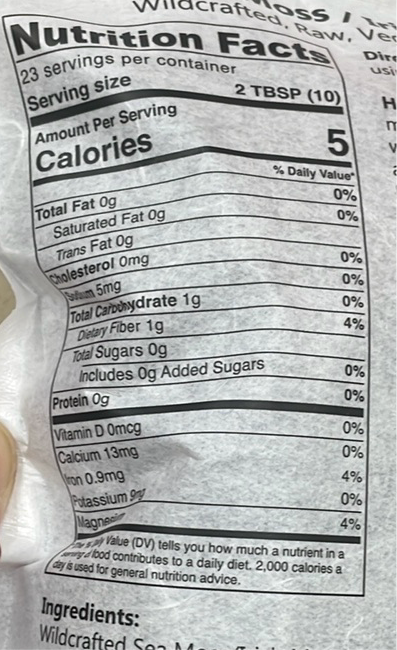 Wildcrafted, Raw,
Nutrition Facts
23 servings per container
Serving size 2 TBSP (10)
Amount Per Serving
Calories 5
% Daily Value*
Total Fat 0g 0%
Saturated Fat 0g 0%
Trans Fat 0g
Cholesterol 0mg 0%
Sodium 5mg 0%
Total Carbohydrate 1g 0%
Dietary Fiber 1g 4%
Total Sugars 0g
Includes 0g Added Sugars 0%
Protein 0g 0%
Vitamin D 0mcg 0%
Calcium 13mg 0%
Iron 0.9mg 4%
Potassium 0%
4%
Value (DV) tells you how much a nutrient in a
food contributes to a daily diet. 2,000 calories a
day is used for general nutrition advice.
Ingredients:
Wildcrafted Sea